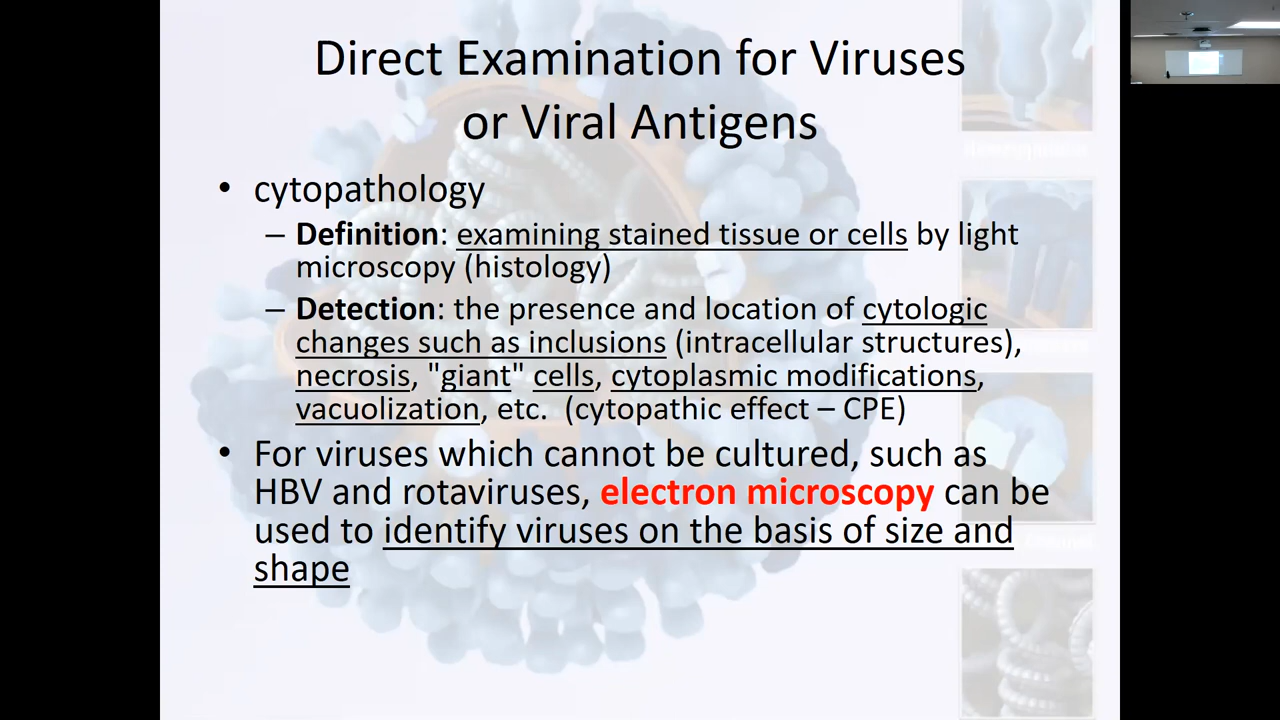 Direct Examination for Viruses
or Viral Antigens
• cytopathology
– Definition: examining stained tissue or cells by light
microscopy (histology)
– Detection: the presence and location of cytologic
changes such as inclusions (intracellular structures),
necrosis, "giant" cells, cytoplasmic modifications,
vacuolization, etc.  (cytopathic effect – CPE)
• For viruses which cannot be cultured, such as
HBV and rotaviruses, electron microscopy can be
used to identify viruses on the basis of size and
shape